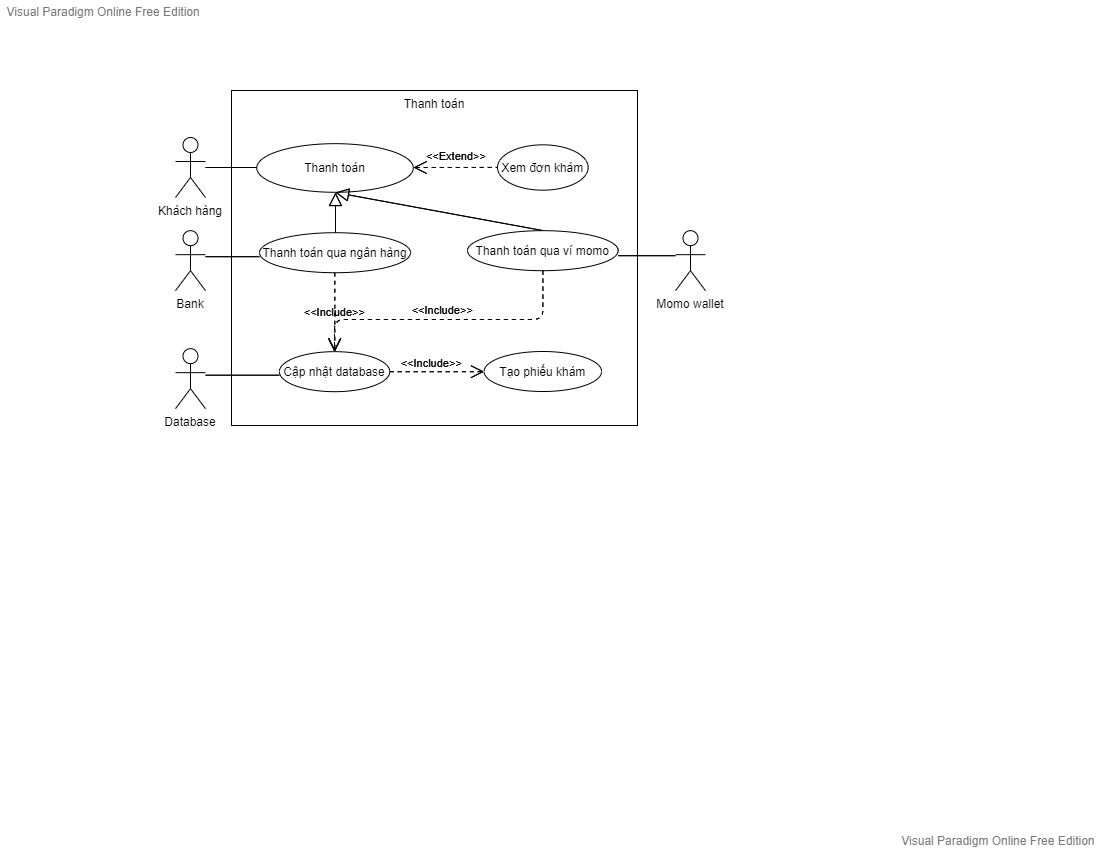 Visual Paradigm Online Free Edition
Thanh toán
Thanh toán
<<Extend>>
Xem đơn khám
Khách hàng
Thanh toán qua ngân hàng
Thanh toán qua ví momo
Bank
Momo wallet
<<Include>>
<<Include>>
Cập nhật database
<<Include>>
Tạo phiếu khám
Database
Visual Paradigm Online Free Edition